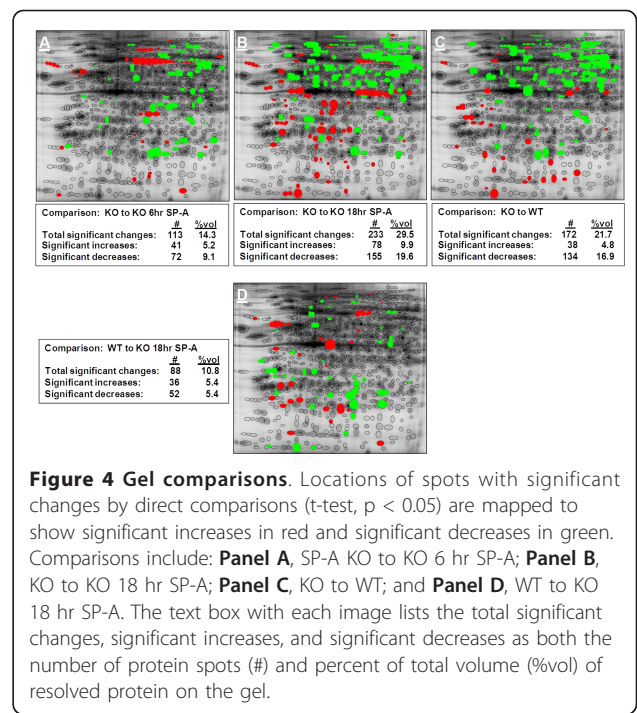 A B C
Comparison: KO to KO 6hr SP-A
# %vol
Total significant changes: 113 14.3
Significant increases: 41 5.2
Significant decreases: 72 9.1
Comparison: KO to KO 18hr SP-A
# %vol
Total significant changes: 233 29.5
Significant increases: 78 9.9
Significant decreases: 155 19.6
Comparison: KO to WT
# %vol
Total significant changes: 172 21.7
Significant increases: 38 4.8
Significant decreases: 134 16.9
D
Comparison: WT to KO 18hr SP-A
# %vol
Total significant changes: 88 10.8
Significant increases: 36 5.4
Significant decreases: 52 5.4
Figure 4 Gel comparisons. Locations of spots with significant
changes by direct comparisons (t-test, p < 0.05) are mapped to
show significant increases in red and significant decreases in green.
Comparisons include: Panel A, SP-A KO to KO 6 hr SP-A; Panel B,
KO to KO 18 hr SP-A; Panel C, KO to WT; and Panel D, WT to KO
18 hr SP-A. The text box with each image lists the total significant
changes, significant increases, and significant decreases as both the
number of protein spots (#) and percent of total volume (%vol) of
resolved protein on the gel.